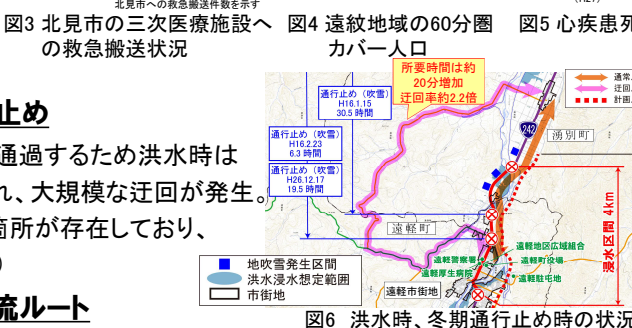 北見市への救急搬送件数を示す
図3 北見市の三次医療施設へ
の救急搬送状況
図4 遠紋地域の60分圏
カバー人口
図5 心疾患死
止め
通過するため洪水時は
れ、大規模な迂回が発生。
箇所が存在しており、
流ルート
所要時間は約
20分増加
迂回率約2.2倍
通行止め（吹雪）
H16.1.15
30.5 時間
通行止め（吹雪）
H16.2.23
6.3 時間
通行止め（吹雪）
H26.12.17
19.5 時間
通常
迂回
計画
242
湧別町
遠軽町
浸水区間 4km
遠軽地区広域組合
遠軽警察署
遠軽町役場
遠軽厚生病院
遠軽駐屯地
遠軽市街地
地吹雪発生区間
洪水浸水想定範囲
市街地
図6 洪水時、冬期通行止め時の状況